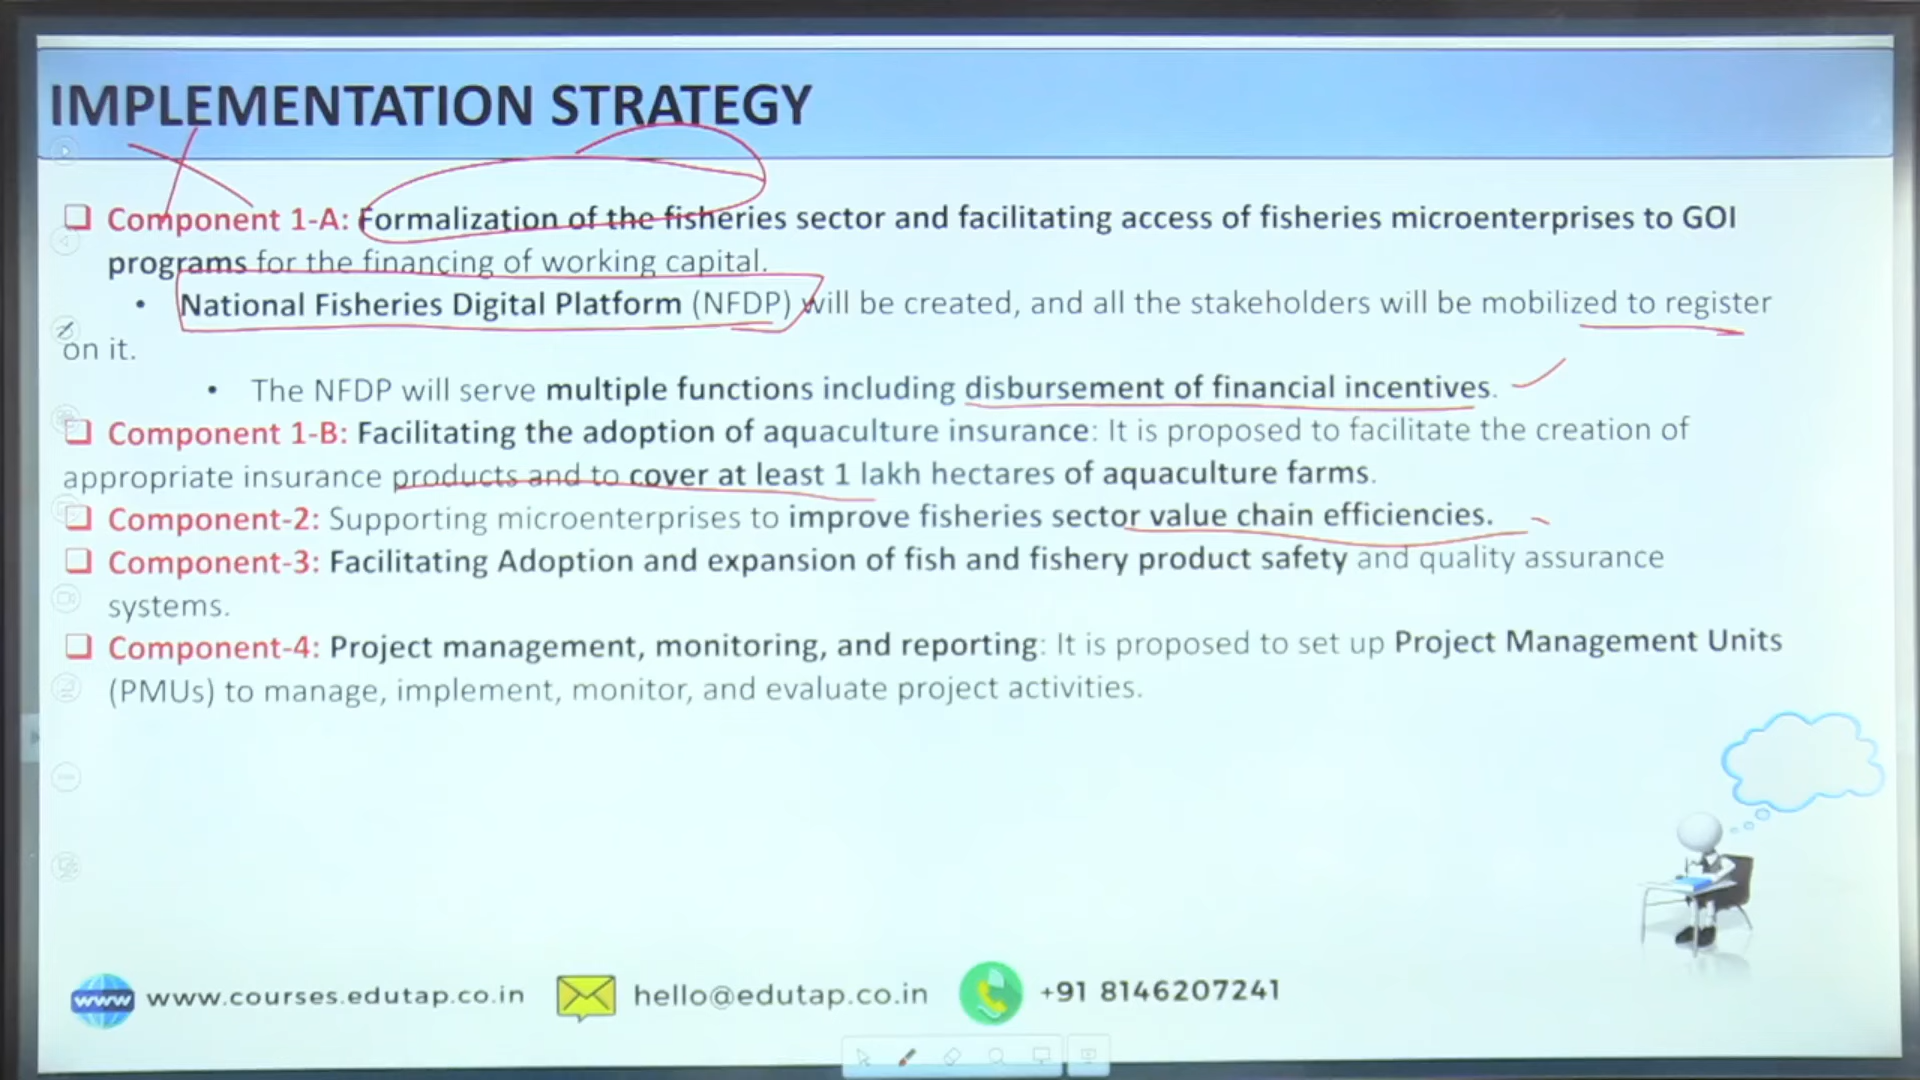 IMPLEMENTATION STRATEGY
Component 1-A: Formalization of the fisheries sector and facilitating access of fisheries microenterprises to GOI
programs for the financing of working capital.
• National Fisheries Digital Platform (NFDP) will be created, and all the stakeholders will be mobilized to register
on it.
• The NFDP will serve multiple functions including disbursement of financial incentives.
Component 1-B: Facilitating the adoption of aquaculture insurance: It is proposed to facilitate the creation of
appropriate insurance products and to cover at least 1 lakh hectares of aquaculture farms.
Component-2: Supporting microenterprises to improve fisheries sector value chain efficiencies.
Component-3: Facilitating Adoption and expansion of fish and fishery product safety and quality assurance
systems.
Component-4: Project management, monitoring, and reporting: It is proposed to set up Project Management Units
(PMUs) to manage, implement, monitor, and evaluate project activities.
www www.courses.edutap.co.in hello@edutap.co.in +91 8146207241